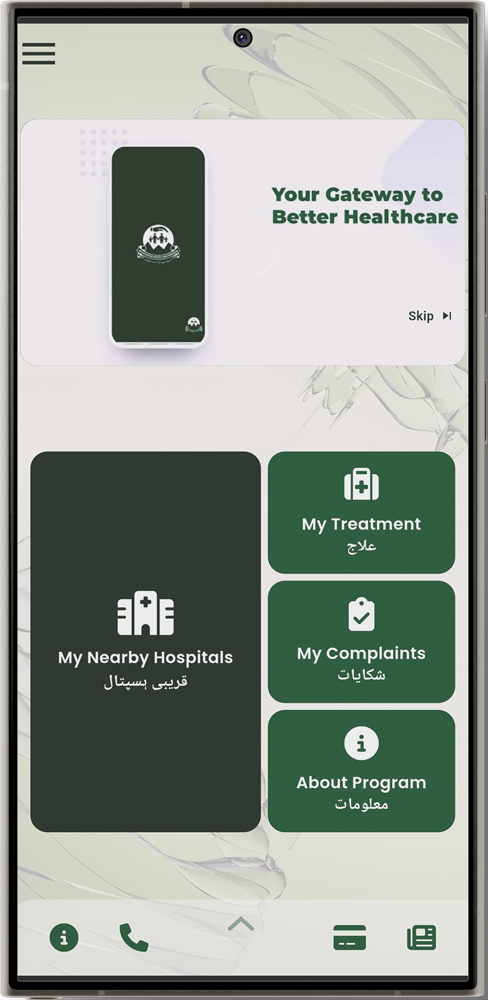 Your Gateway to
Better Healthcare
Skip
My Nearby Hospitals
قریبی ہسپتال
My Treatment
علاج
My Complaints
شکایات
About Program
معلومات